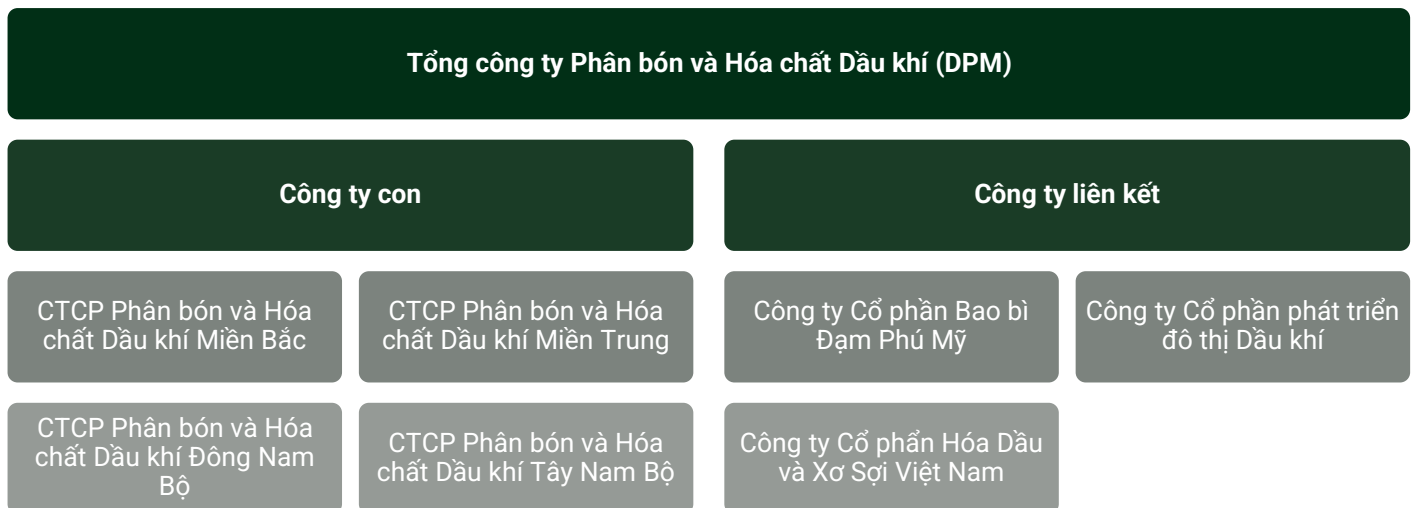 Tổng công ty Phân bón và Hóa chất Dầu khí (DPM)
Công ty con
Công ty liên kết
CTCP Phân bón và Hóa
chất Dầu khí Miền Bắc
CTCP Phân bón và Hóa
chất Dầu khí Miền Trung
Công ty Cổ phần Bao bì
Đạm Phú Mỹ
Công ty Cổ phần phát triển
đô thị Dầu khí
CTCP Phân bón và Hóa
chất Dầu khí Đông Nam
Bộ
CTCP Phân bón và Hóa
chất Dầu khí Tây Nam Bộ
Công ty Cổ phẩn Hóa Dầu
và Xơ Sợi Việt Nam